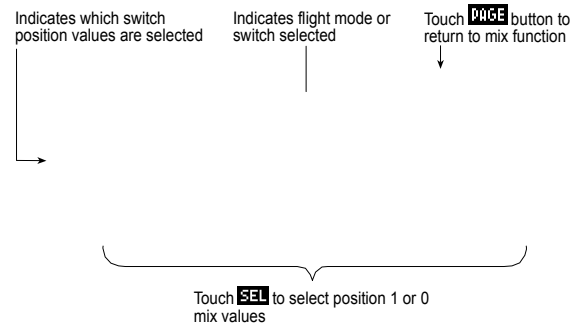 Indicates which switch
position values are selected
Indicates flight mode or
switch selected
Touch PAGE button to
return to mix function
Touch SEL to select position 1 or 0
mix values